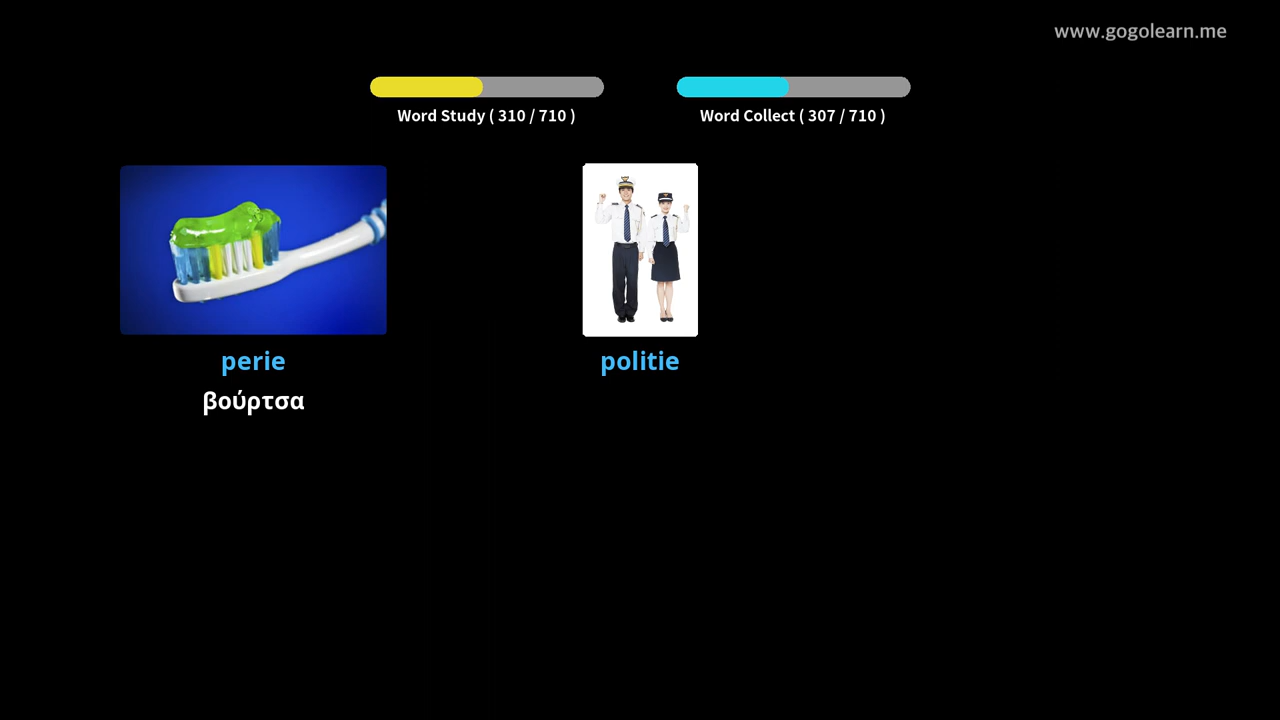 www.gogolearn.me
Word Study ( 310 / 710 )
Word Collect ( 307 / 710 )
perie
politie
βούρτσα